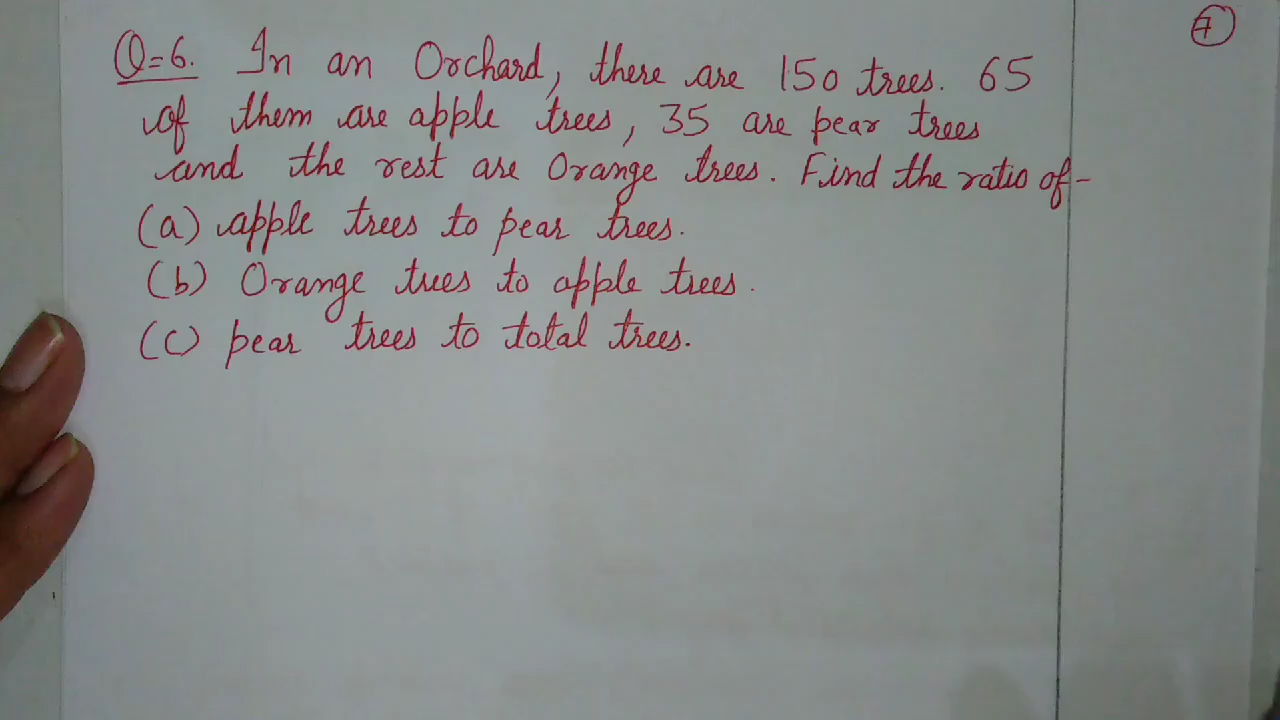 7
Q=6. In an Orchard, there are 150 trees. 65
of them are apple trees, 35 are pear trees
and the rest are Orange trees. Find the ratio of-
(a) apple trees to pear trees.
(b) Orange trees to apple trees.
(c) pear trees to total trees.